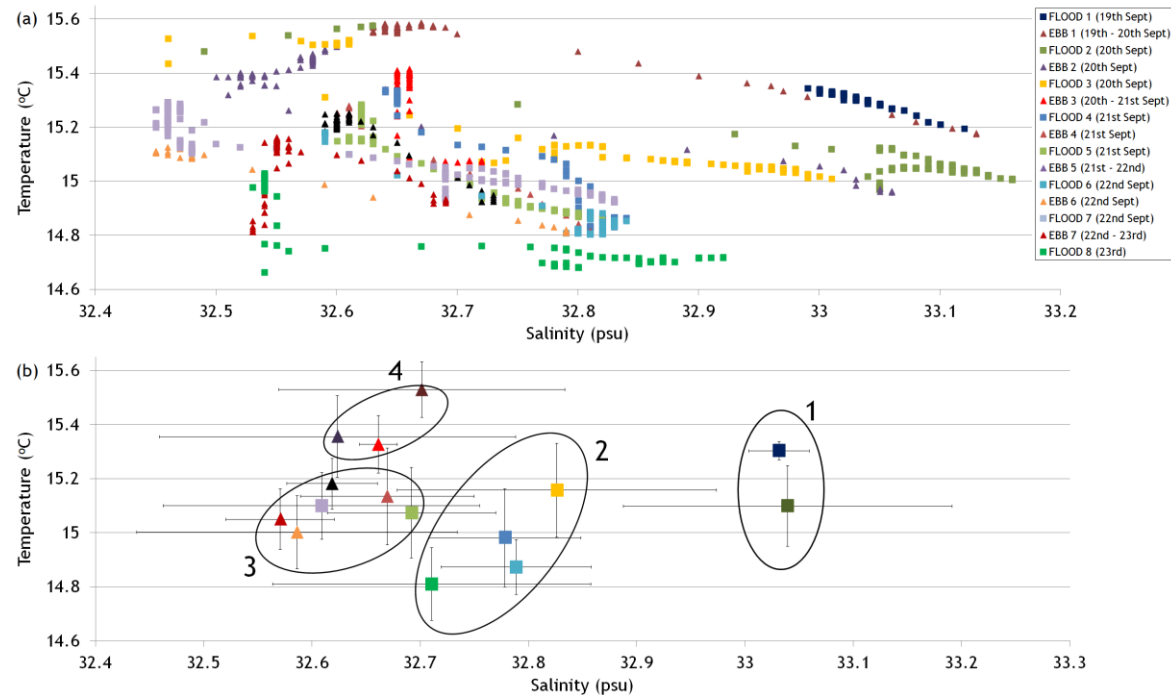 (a)
15.6
15.4
15.2
15
14.8
14.6
Temperature (ºC)
32.4 32.5 32.6 32.7 32.8 32.9 33 33.1 33.2
Salinity (psu)
FLOOD 1 (19th Sept)
EBB 1 (19th - 20th Sept)
FLOOD 2 (20th Sept)
EBB 2 (20th Sept)
FLOOD 3 (20th Sept)
EBB 3 (20th - 21st Sept)
FLOOD 4 (21st Sept)
EBB 4 (21st Sept)
FLOOD 5 (21st Sept)
EBB 5 (21st - 22nd)
FLOOD 6 (22nd Sept)
EBB 6 (22nd Sept)
FLOOD 7 (22nd Sept)
EBB 7 (22nd - 23rd)
FLOOD 8 (23rd)
(b)
15.6
15.4
15.2
15
14.8
14.6
Temperature (ºC)
4
1
2
3
32.4 32.5 32.6 32.7 32.8 32.9 33 33.1 33.2 33.3
Salinity (psu)